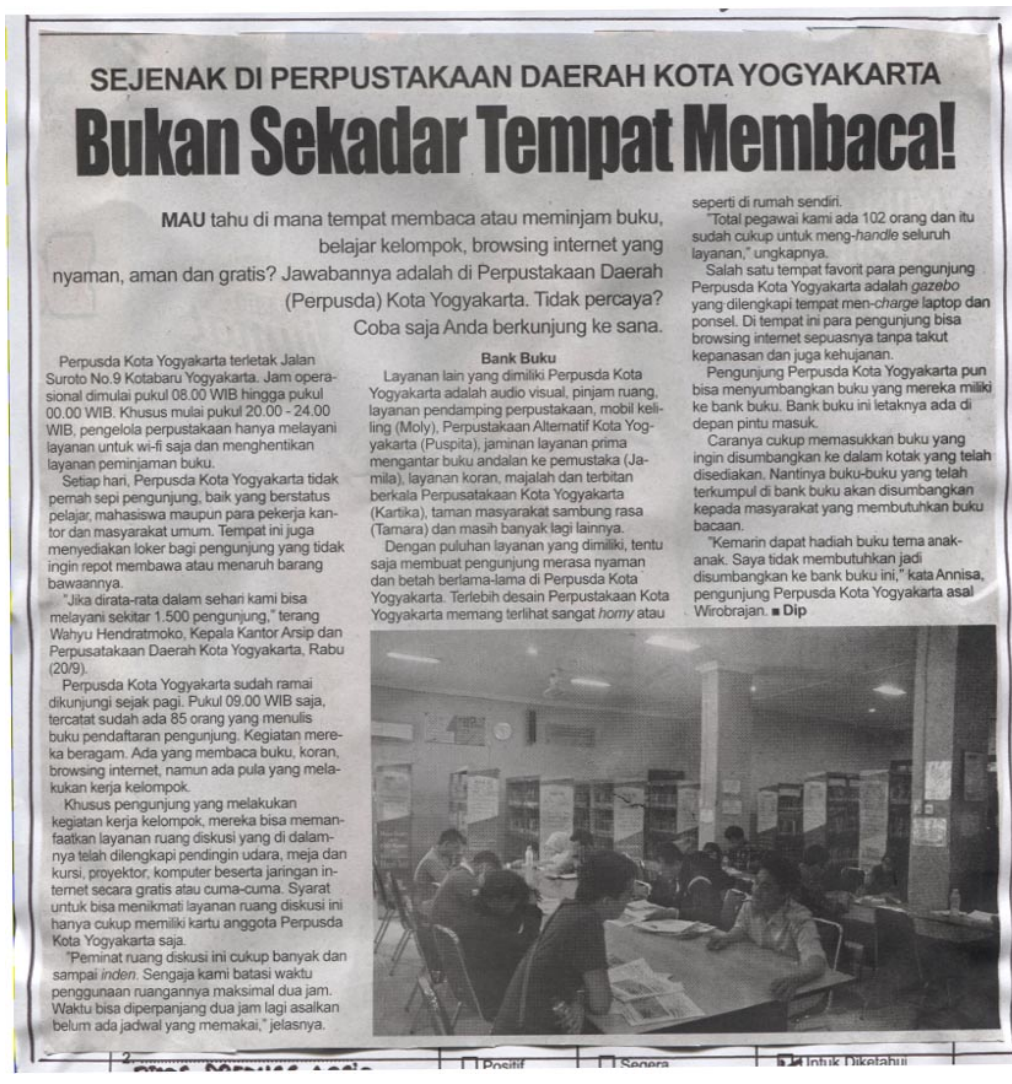 SEJENAK DI PERPUSTAKAAN DAERAH KOTA YOGYAKARTA
Bukan Sekadar Tempat Membaca!
MAU tahu di mana tempat membaca atau meminjam buku,
belajar kelompok, browsing internet yang
nyaman, aman dan gratis? Jawabannya adalah di Perpustakaan Daerah
(Perpusda) Kota Yogyakarta. Tidak percaya?
Coba saja Anda berkunjung ke sana.
Perpusda Kota Yogyakarta terletak Jalan
Suroto No.9 Kotabaru Yogyakarta. Jam opera-
sional dimulai pukul 08.00 WIB hingga pukul
00.00 WIB. Khusus mulai pukul 20.00 - 24.00
WIB, pengelola perpustakaan hanya melayani
layanan untuk wi-fi saja dan menghentikan
layanan peminjaman buku.
Setiap hari, Perpusda Kota Yogyakarta tidak
pernah sepi pengunjung, baik yang berstatus
pelajar, mahasiswa maupun para pekerja kan-
tor dan masyarakat umum. Tempat ini juga
menyediakan loker bagi pengunjung yang tidak
ingin repot membawa atau menaruh barang
bawaannya.
"Jika dirata-rata dalam sehari kami bisa
melayani sekitar 1.500 pengunjung," terang
Wahyu Hendratmoko, Kepala Kantor Arsip dan
Perpusatakaan Daerah Kota Yogyakarta, Rabu
(20/9).
Perpusda Kota Yogyakarta sudah ramai
dikunjungi sejak pagi. Pukul 09.00 WIB saja,
tercatat sudah ada 85 orang yang menulis
buku pendaftaran pengunjung. Kegiatan mere-
ka beragam. Ada yang membaca buku, koran,
browsing internet, namun ada pula yang mela-
kukan kerja kelompok.
Khusus pengunjung yang melakukan
kegiatan kerja kelompok, mereka bisa meman-
faatkan layanan ruang diskusi yang di dalam-
nya telah dilengkapi pendingin udara, meja dan
kursi, proyektor, komputer beserta jaringan in-
ternet secara gratis atau cuma-cuma. Syarat
untuk bisa menikmati layanan ruang diskusi ini
hanya cukup memiliki kartu anggota Perpusda
Kota Yogyakarta saja.
"Peminat ruang diskusi ini cukup banyak dan
sampai inden. Sengaja kami batasi waktu
penggunaan ruangannya maksimal dua jam.
Waktu bisa diperpanjang dua jam lagi asalkan
belum ada jadwal yang memakai," jelasnya.
Bank Buku
Layanan lain yang dimiliki Perpusda Kota
Yogyakarta adalah audio visual, pinjam ruang,
layanan pendamping perpustakaan, mobil keli-
ling (Moly), Perpustakaan Alternatif Kota Yog-
yakarta (Puspita), jaminan layanan prima
mengantar buku andalan ke pemustaka (Ja-
mila), layanan koran, majalah dan terbitan
berkala Perpusatakaan Kota Yogyakarta
(Kartika), taman masyarakat sambung rasa
(Tamara) dan masih banyak lagi lainnya.
Dengan puluhan layanan yang dimiliki, tentu
saja membuat pengunjung merasa nyaman
dan betah berlama-lama di Perpusda Kota
Yogyakarta. Terlebih desain Perpustakaan Kota
Yogyakarta memang terlihat sangat homy atau
seperti di rumah sendiri.
"Total pegawai kami ada 102 orang dan itu
sudah cukup untuk meng-handle seluruh
layanan," ungkapnya.
Salah satu tempat favorit para pengunjung
Perpusda Kota Yogyakarta adalah gazebo
yang dilengkapi tempat men-charge laptop dan
ponsel. Di tempat ini para pengunjung bisa
browsing internet sepuasnya tanpa takut
kepanasan dan juga kehujanan.
Pengunjung Perpusda Kota Yogyakarta pun
bisa menyumbangkan buku yang mereka miliki
ke bank buku. Bank buku ini letaknya ada di
depan pintu masuk.
Caranya cukup memasukkan buku yang
ingin disumbangkan ke dalam kotak yang telah
disediakan. Nantinya buku-buku yang telah
terkumpul di bank buku akan disumbangkan
kepada masyarakat yang membutuhkan buku
bacaan.
"Kemarin dapat hadiah buku tema anak-
anak. Saya tidak membutuhkan jadi
disumbangkan ke bank buku ini," kata Annisa,
pengunjung Perpusda Kota Yogyakarta asal
Wirobrajan. ■ Dip
2.
Positif
Segera
Untuk Diketahui